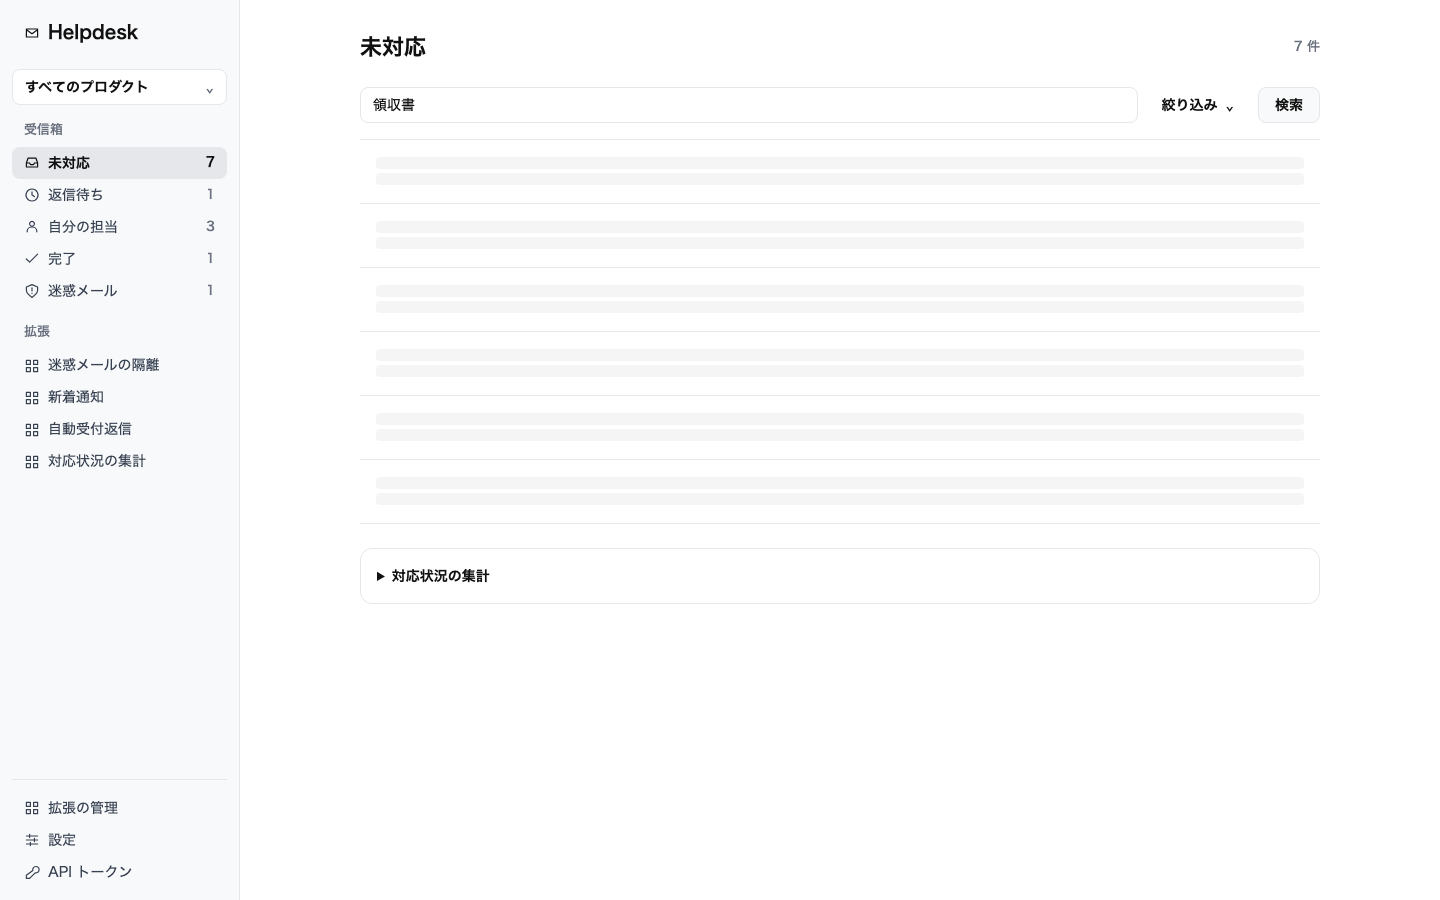 Helpdesk
すべてのプロダクト
受信箱
未対応 7
返信待ち 1
自分の担当 3
完了 1
迷惑メール 1
拡張
迷惑メールの隔離
新着通知
自動受付返信
対応状況の集計
拡張の管理
設定
API トークン
未対応 7 件
領収書 絞り込み 検索
対応状況の集計